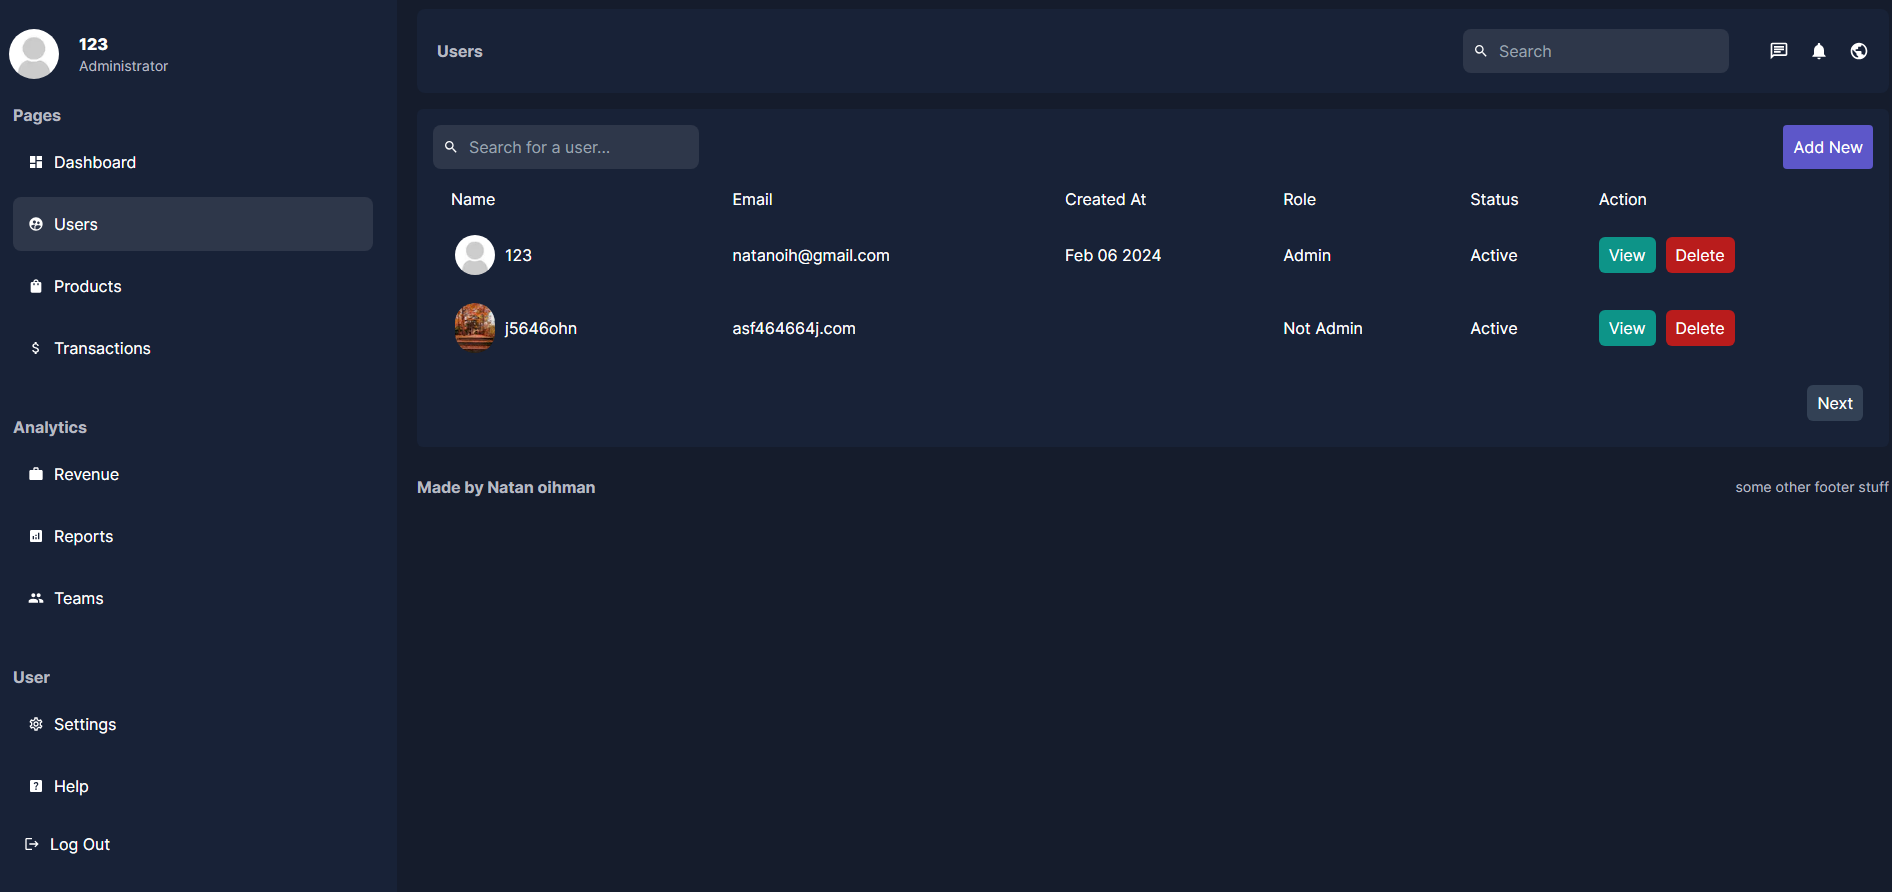 123
Administrator
Pages
Dashboard
Users
Products
Transactions
Analytics
Revenue
Reports
Teams
User
Settings
Help
Log Out
Users
Search
Search for a user...
Add New
Name Email Created At Role Status Action
123 natanoih@gmail.com Feb 06 2024 Admin Active View Delete
j5646ohn asf464664j.com Not Admin Active View Delete
Next
Made by Natan oihman
some other footer stuff